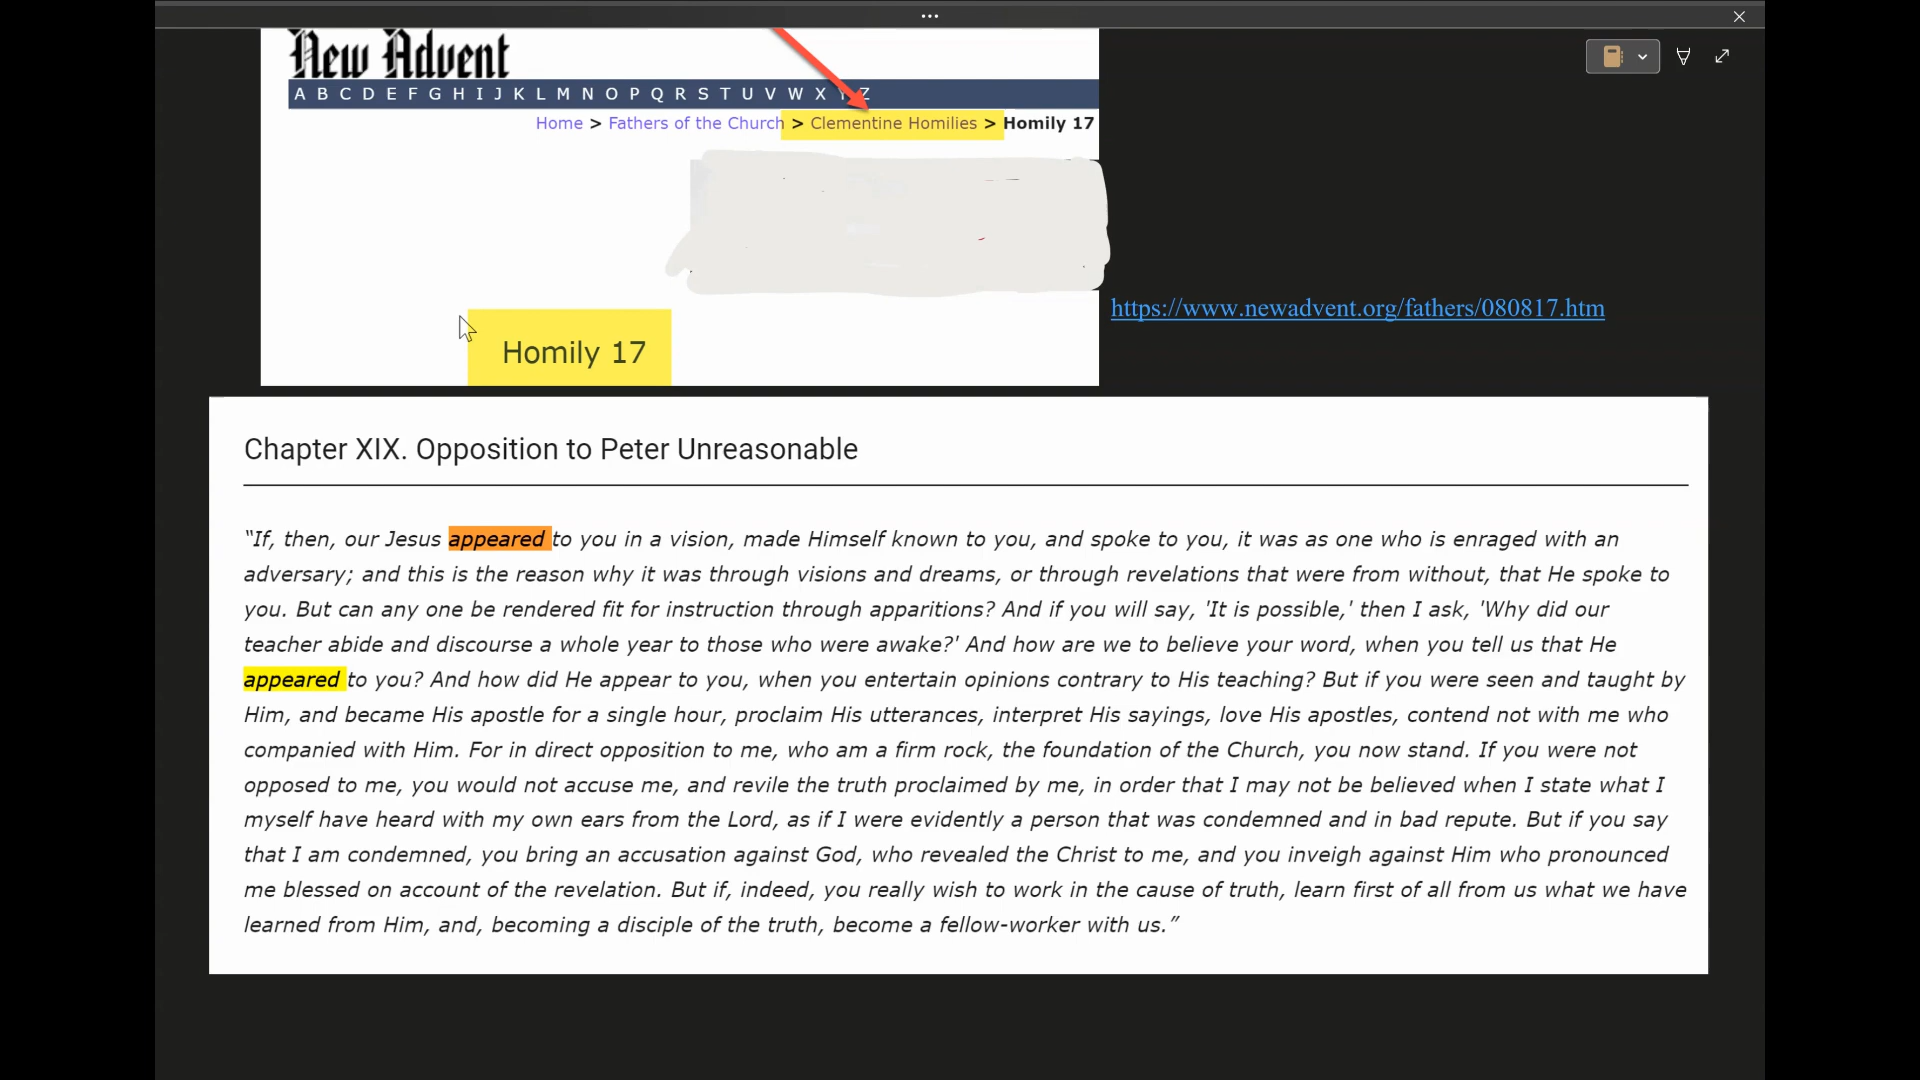 New Advent
A B C D E F G H I J K L M N O P Q R S T U V W X Y Z
Home > Fathers of the Church > Clementine Homilies > Homily 17
https://www.newadvent.org/fathers/080817.htm
Homily 17
Chapter XIX. Opposition to Peter Unreasonable
“If, then, our Jesus appeared to you in a vision, made Himself known to you, and spoke to you, it was as one who is enraged with an
adversary; and this is the reason why it was through visions and dreams, or through revelations that were from without, that He spoke to
you. But can any one be rendered fit for instruction through apparitions? And if you will say, 'It is possible,' then I ask, 'Why did our
teacher abide and discourse a whole year to those who were awake?' And how are we to believe your word, when you tell us that He
appeared to you? And how did He appear to you, when you entertain opinions contrary to His teaching? But if you were seen and taught by
Him, and became His apostle for a single hour, proclaim His utterances, interpret His sayings, love His apostles, contend not with me who
companied with Him. For in direct opposition to me, who am a firm rock, the foundation of the Church, you now stand. If you were not
opposed to me, you would not accuse me, and revile the truth proclaimed by me, in order that I may not be believed when I state what I
myself have heard with my own ears from the Lord, as if I were evidently a person that was condemned and in bad repute. But if you say
that I am condemned, you bring an accusation against God, who revealed the Christ to me, and you inveigh against Him who pronounced
me blessed on account of the revelation. But if, indeed, you really wish to work in the cause of truth, learn first of all from us what we have
learned from Him, and, becoming a disciple of the truth, become a fellow-worker with us.”